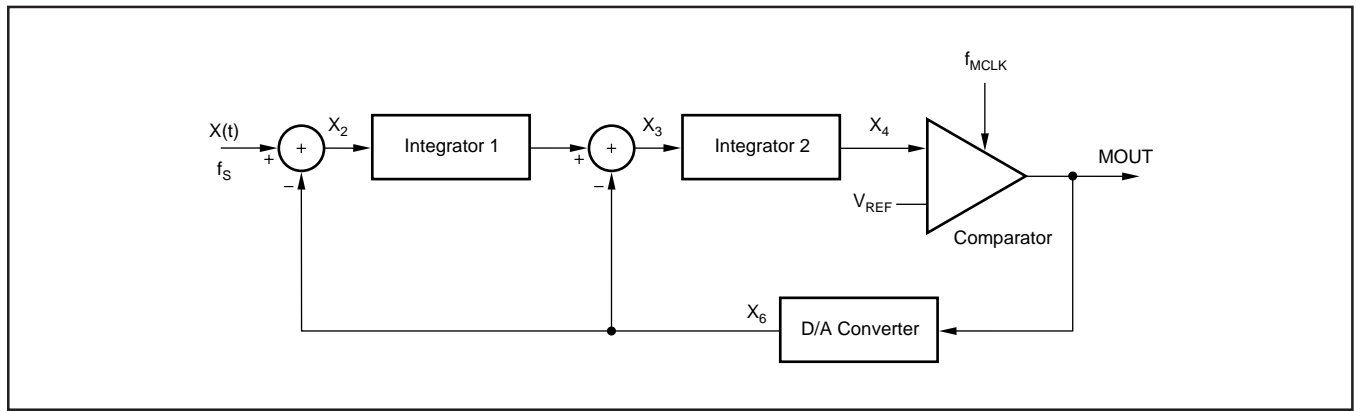 f_MCLK
X(t)
+
f_S
+
−
X_2
Integrator 1
+
+
−
X_3
Integrator 2
X_4
V_REF
Comparator
MOUT
X_6
D/A Converter